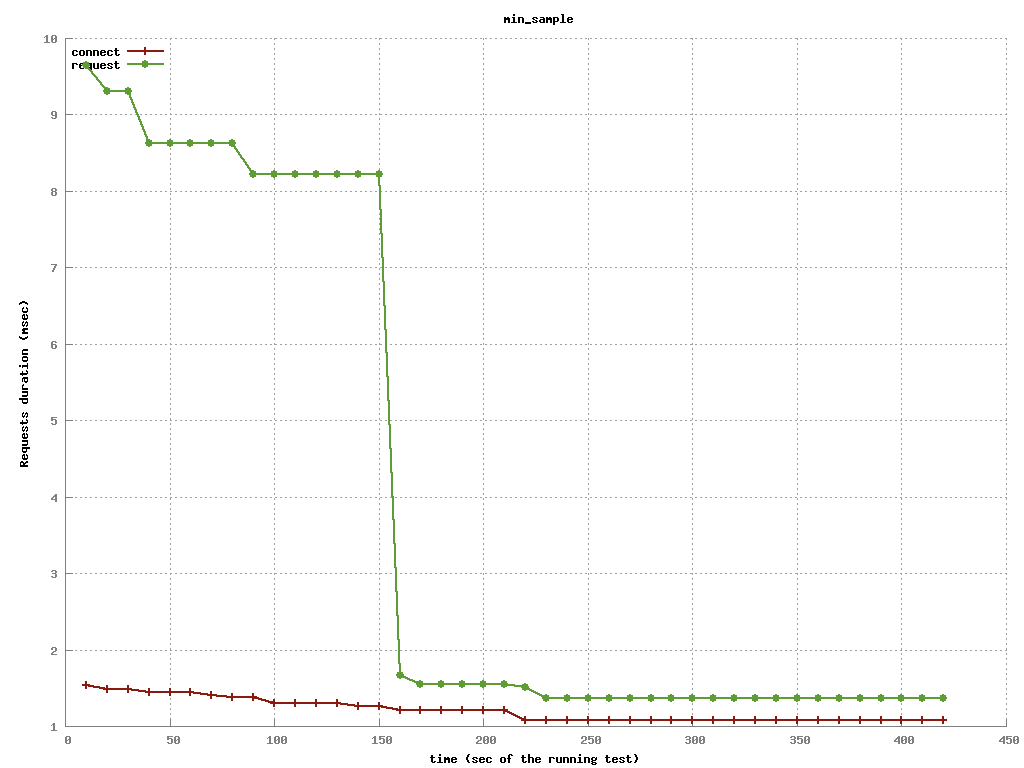 min_sample
connect
request
10
9
8
7
6
5
4
3
2
1
Requests duration (msec)
0 50 100 150 200 250 300 350 400 450
time (sec of the running test)